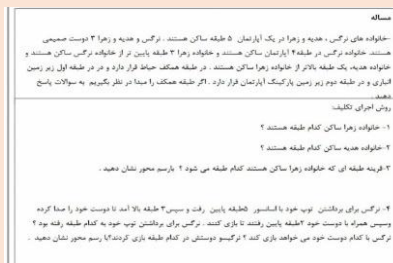 مساله
-خانواده های نرگس ، هدیه و زهرا در یک آپارتمان ۵ طبقه ساکن هستند . نرگس و هدیه و زهرا ۳ دوست صمیمی
هستند. خانواده نرگس در طبقه۴ آپارتمان ساکن هستند و خانواده زهرا ۳ طبقه پایین تر از خانواده نرگس ساکن هستند و
خانواده هدیه، یک طبقه بالاتر از خانواده زهرا ساکن هستند . در طبقه همکف حیاط قرار دارد و در در طبقه اول زیر زمین
انباری و در طبقه دوم زیر زمین پارکینگ آپارتمان قرار دارد . اگر طبقه همکف را مبدا در نظر بگیریم به سوالات پاسخ
دهید .
روش اجرای تکلیف:
۱- خانواده زهرا ساکن کدام طبقه هستند ؟
۲- خانواده هدیه ساکن کدام طبقه هستند ؟
۳-قرینه طبقه ای که خانواده زهرا ساکن هستند کدام طبقه می شود ؟ بارسم محور نشان دهید .
۴- نرگس برای برداشتن توپ خود با آسانسور ۵طبقه پایین رفت و سپس۳ طبقه بالا آمد تا دوست خود را صدا کرده
وسپس همراه با دوست خود ۲طبقه پایین رفتند تا بازی کنند . نرگس برای برداشتن توپ خود به کدام طبقه رفته بود ؟
نرگس با کدام دوست خود می خواهد بازی کند ؟ نرگسو دوستش در کدام طبقه بازی کردند؟با رسم محور نشان دهید .